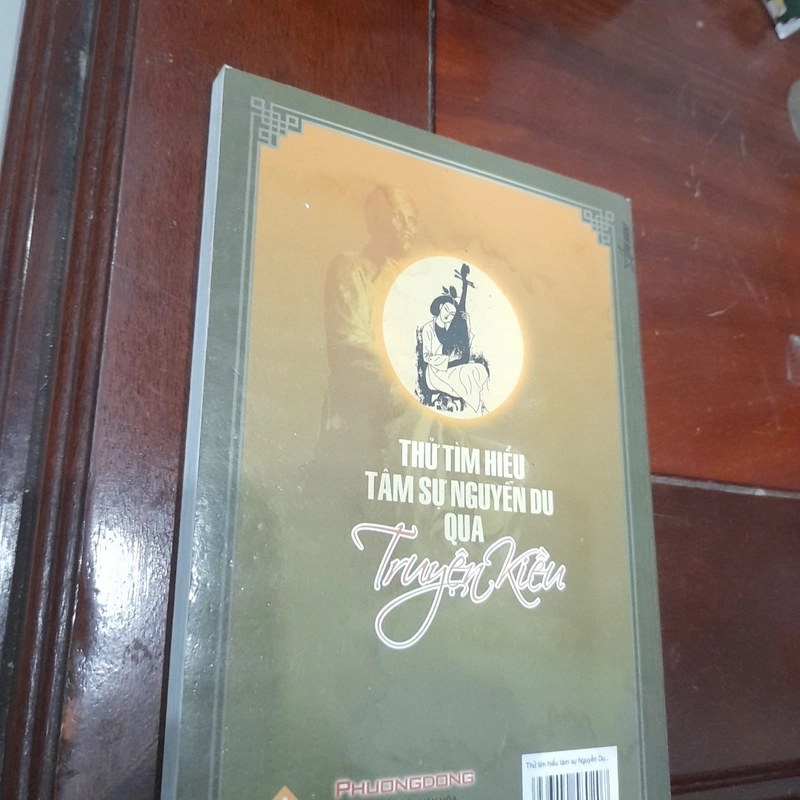 THỬ TÌM HIỂU
TÂM SỰ NGUYỄN DU
QUA
Truyện Kiều
PHUONGDONG
Thử tìm hiểu tâm sự Nguyễn Du...